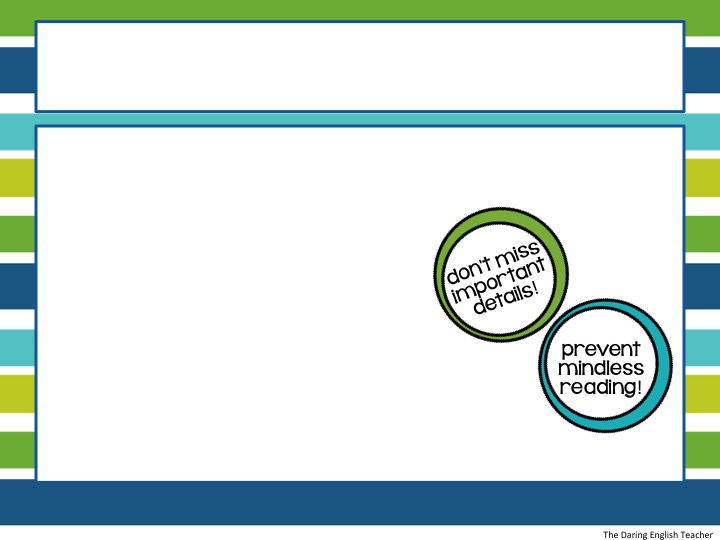 don't miss
important
details!
prevent
mindless
reading!
The Daring English Teacher